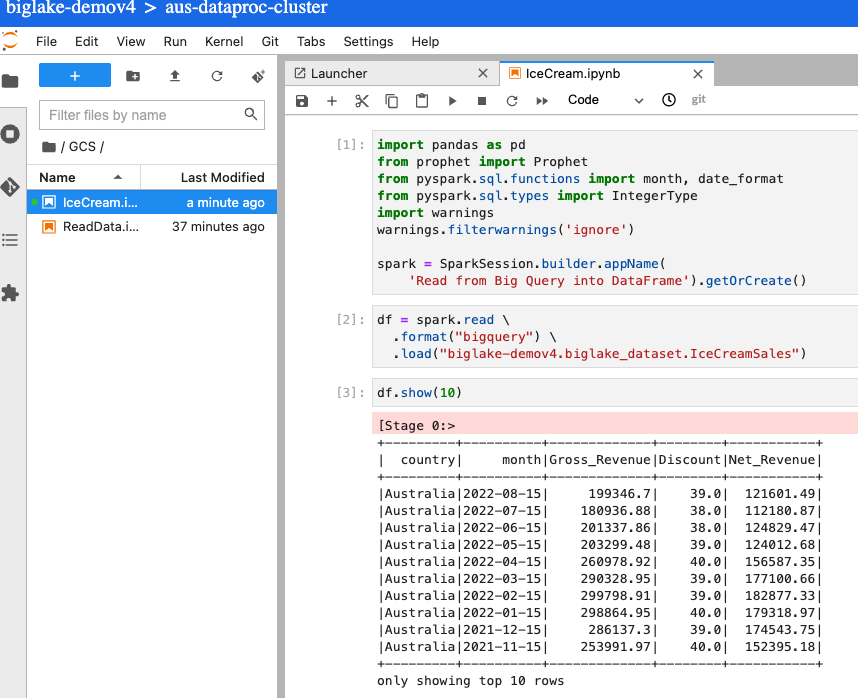 biglake-demov4 > aus-dataproc-cluster
File Edit View Run Kernel Git Tabs Settings Help
+
Filter files by name
/ GCS /
Name Last Modified
IceCream.i... a minute ago
ReadData.i... 37 minutes ago
Launcher
IceCream.ipynb
Code
git
[1]:
import pandas as pd
from prophet import Prophet
from pyspark.sql.functions import month, date_format
from pyspark.sql.types import IntegerType
import warnings
warnings.filterwarnings('ignore')
spark = SparkSession.builder.appName(
    'Read from Big Query into DataFrame').getOrCreate()
[2]:
df = spark.read \
  .format("bigquery") \
  .load("biglake-demov4.biglake_dataset.IceCreamSales")
[3]:
df.show(10)
[Stage 0:>
+---------+----------+-------------+--------+-----------+
|  country|     month|Gross_Revenue|Discount|Net_Revenue|
+---------+----------+-------------+--------+-----------+
|Australia|2022-08-15|     199346.7|    39.0|  121601.49|
|Australia|2022-07-15|    180936.88|    38.0|  112180.87|
|Australia|2022-06-15|    201337.86|    38.0|  124829.47|
|Australia|2022-05-15|    203299.48|    39.0|  124012.68|
|Australia|2022-04-15|    260978.92|    40.0|  156587.35|
|Australia|2022-03-15|    290328.95|    39.0|  177100.66|
|Australia|2022-02-15|    299798.91|    39.0|  182877.33|
|Australia|2022-01-15|    298864.95|    40.0|  179318.97|
|Australia|2021-12-15|     286137.3|    39.0|  174543.75|
|Australia|2021-11-15|    253991.97|    40.0|  152395.18|
+---------+----------+-------------+--------+-----------+
only showing top 10 rows